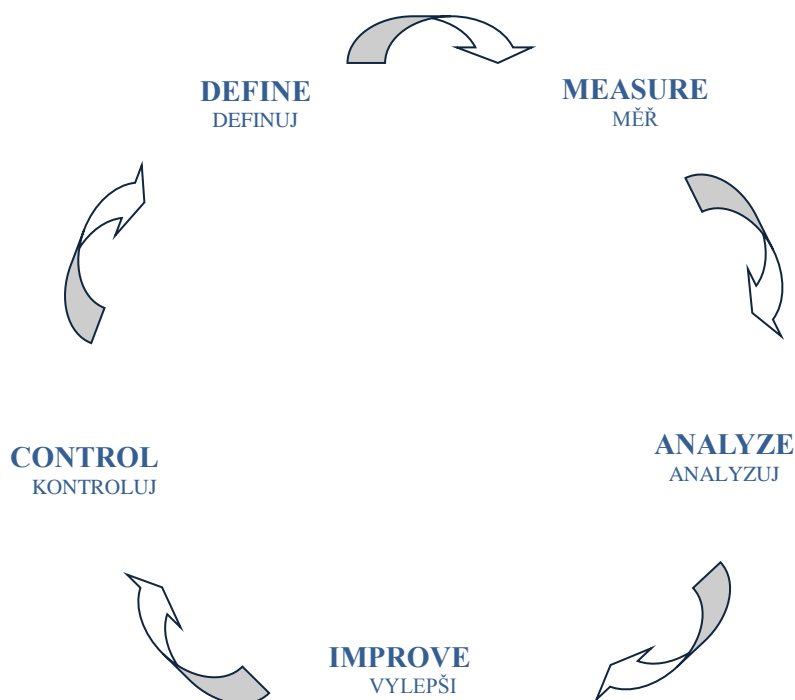 DEFINE
DEFINUJ
MEASURE
MĚŘ
ANALYZE
ANALYZUJ
IMPROVE
VYLEPŠI
CONTROL
KONTROLUJ